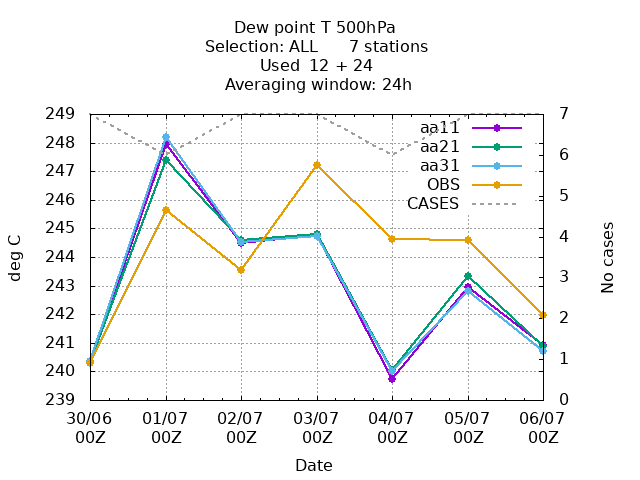 Dew point T 500hPa
Selection: ALL 7 stations
Used 12 + 24
Averaging window: 24h
249
248
247
246
245
244
243
242
241
240
239
deg C
7
6
5
4
3
2
1
0
No cases
aa11
aa21
aa31
OBS
CASES
30/06 01/07 02/07 03/07 04/07 05/07 06/07
00Z 00Z 00Z 00Z 00Z 00Z 00Z
Date